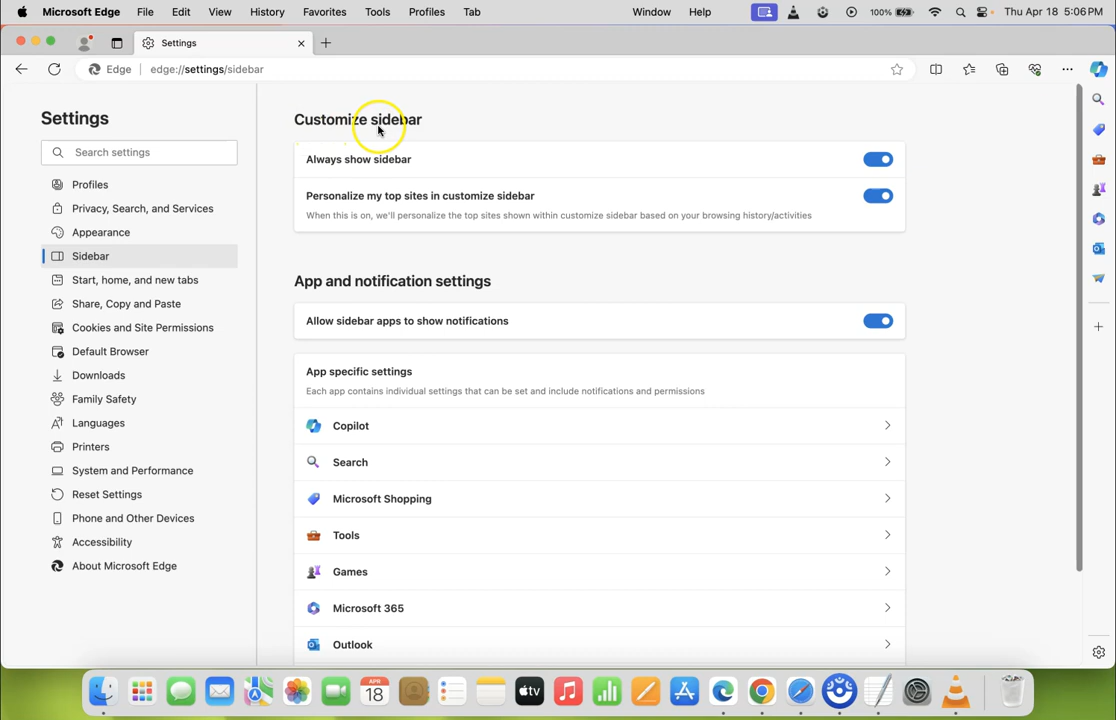 Microsoft Edge File Edit View History Favorites Tools Profiles Tab Window Help 100% Thu Apr 18 5:06 PM
Settings
Edge edge://settings/sidebar
Settings
Search settings
Profiles
Privacy, Search, and Services
Appearance
Sidebar
Start, home, and new tabs
Share, Copy and Paste
Cookies and Site Permissions
Default Browser
Downloads
Family Safety
Languages
Printers
System and Performance
Reset Settings
Phone and Other Devices
Accessibility
About Microsoft Edge
Customize sidebar
Always show sidebar
Personalize my top sites in customize sidebar
When this is on, we'll personalize the top sites shown within customize sidebar based on your browsing history/activities
App and notification settings
Allow sidebar apps to show notifications
App specific settings
Each app contains individual settings that can be set and include notifications and permissions
Copilot
Search
Microsoft Shopping
Tools
Games
Microsoft 365
Outlook
APR
18
tv